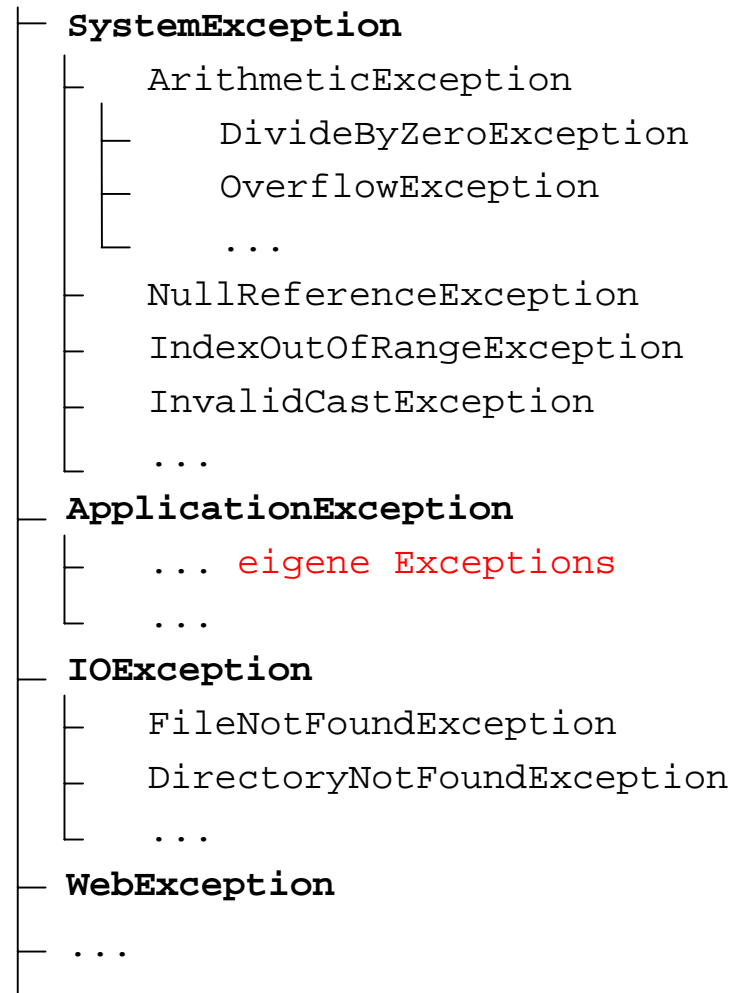 SystemException
ArithmeticException
DivideByZeroException
OverflowException
...
NullReferenceException
IndexOutOfRangeException
InvalidCastException
...
ApplicationException
... eigene Exceptions
...
IOException
FileNotFoundException
DirectoryNotFoundException
...
WebException
...